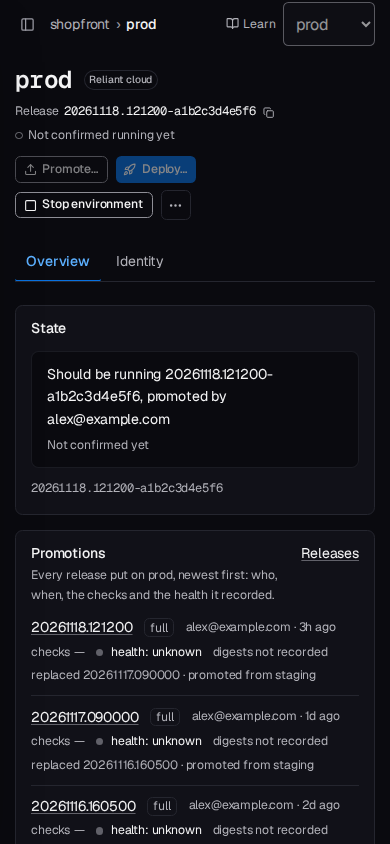 shopfront › prod
Learn
prod
prod
Reliant cloud
Release 20261118.121200-a1b2c3d4e5f6
Not confirmed running yet
Promote...
Deploy...
Stop environment
Overview
Identity
State
Should be running 20261118.121200-
a1b2c3d4e5f6, promoted by
alex@example.com
Not confirmed yet
20261118.121200-a1b2c3d4e5f6
Promotions
Releases
Every release put on prod, newest first: who,
when, the checks and the health it recorded.
20261118.121200 full alex@example.com · 3h ago
checks — health: unknown digests not recorded
replaced 20261117.090000 · promoted from staging
20261117.090000 full alex@example.com · 1d ago
checks — health: unknown digests not recorded
replaced 20261116.160500 · promoted from staging
20261116.160500 full alex@example.com · 2d ago
checks — health: unknown digests not recorded